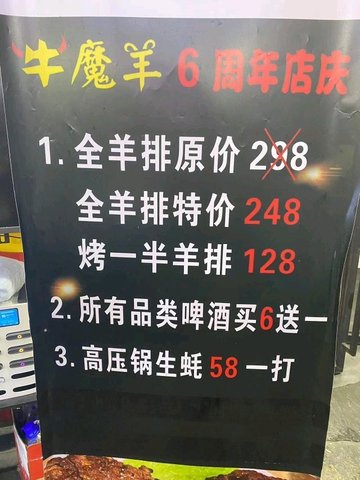 牛魔羊 6 周年店庆
1. 全羊排原价 298
全羊排特价 248
烤一半羊排 128
2. 所有品类啤酒买6送一
3. 高压锅生蚝 58 一打